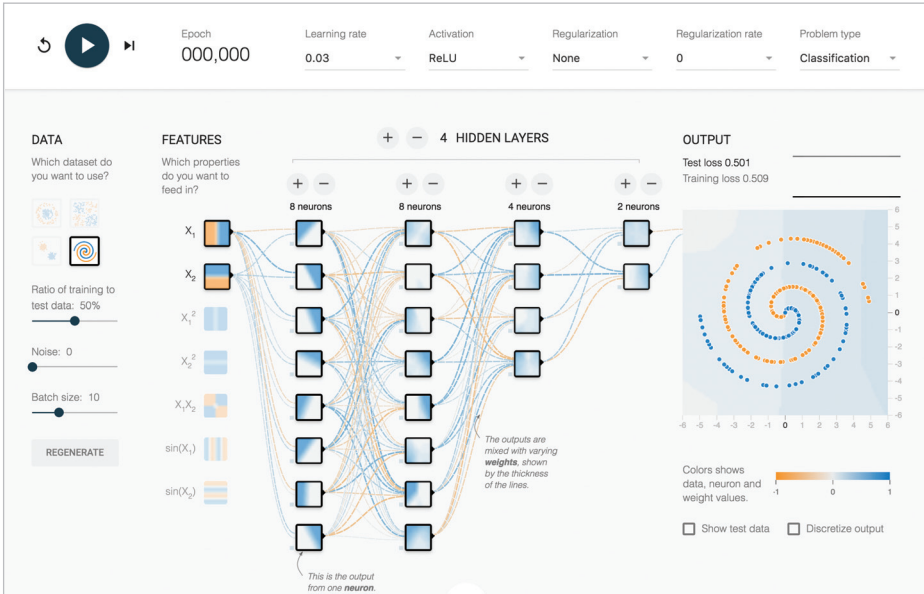 Epoch
000,000
Learning rate
0.03
Activation
ReLU
Regularization
None
Regularization rate
0
Problem type
Classification
DATA
Which dataset do
you want to use?
Ratio of training to
test data: 50%
Noise: 0
Batch size: 10
REGENERATE
FEATURES
Which properties
do you want to
feed in?
X₁
X₂
X₁²
X₂²
X₁X₂
sin(X₁)
sin(X₂)
+ − 4 HIDDEN LAYERS
+ − + − + − + −
8 neurons 8 neurons 4 neurons 2 neurons
The outputs are
mixed with varying
weights, shown
by the thickness
of the lines.
This is the output
from one neuron.
OUTPUT
Test loss 0.501
Training loss 0.509
6
5
4
3
2
1
0
-1
-2
-3
-4
-5
-6
-6 -5 -4 -3 -2 -1 0 1 2 3 4 5 6
Colors shows
data, neuron and
weight values.
-1 0 1
Show test data Discretize output